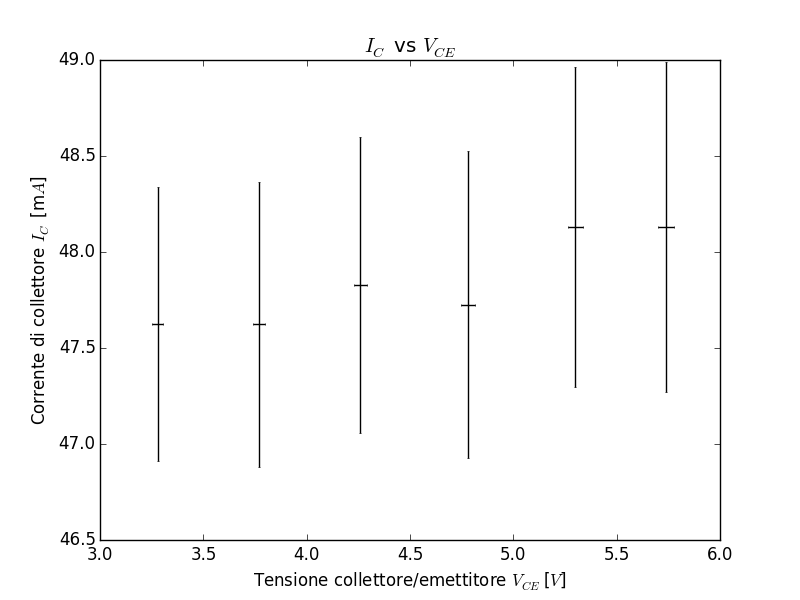 I_C vs V_CE
49.0
48.5
48.0
47.5
47.0
46.5
Corrente di collettore I_C [mA]
3.0 3.5 4.0 4.5 5.0 5.5 6.0
Tensione collettore/emettitore V_CE [V]